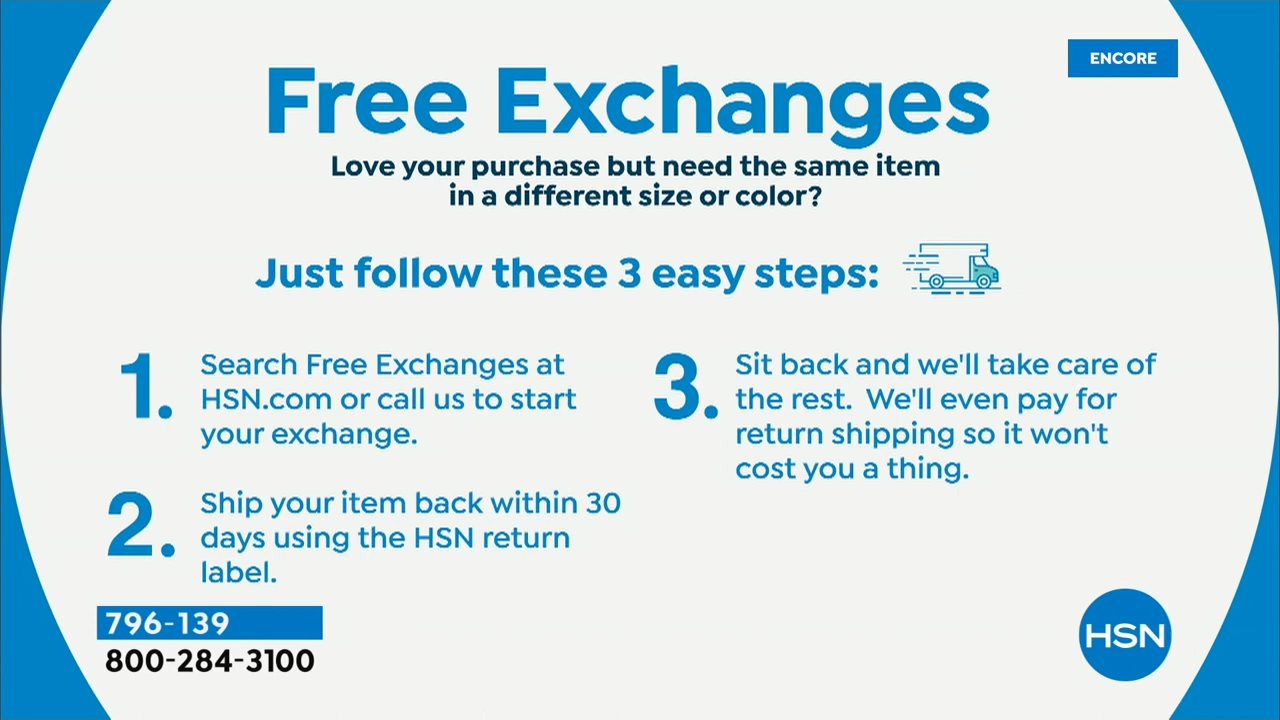 ENCORE
Free Exchanges
Love your purchase but need the same item
in a different size or color?
Just follow these 3 easy steps:
1. Search Free Exchanges at
HSN.com or call us to start
your exchange.
2. Ship your item back within 30
days using the HSN return
label.
3. Sit back and we'll take care of
the rest.  We'll even pay for
return shipping so it won't
cost you a thing.
796-139
800-284-3100
HSN